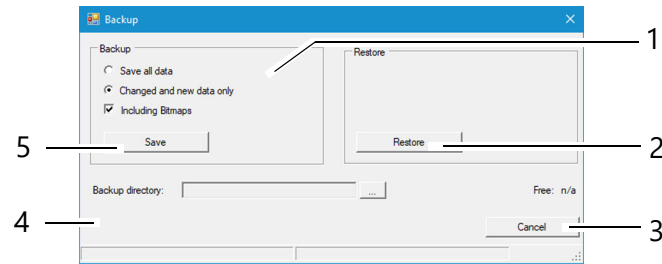 Backup
Backup
Restore
Save all data
Changed and new data only
Including Bitmaps
Save
Restore
Backup directory:
...
Free: n/a
Cancel
1
2
3
4
5